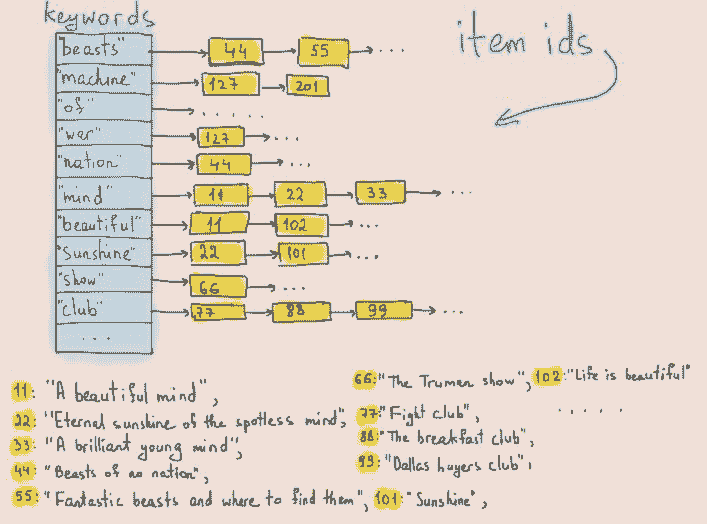 keywords
item ids
"beasts" 44 55 ...
"machine" 127 201
"of" .....
"war" 127 ...
"nation" 44 ...
"mind" 11 22 33 ...
"beautiful" 11 102 ...
"Sunshine" 22 101 ...
"show" 66 ...
"club" 77 88 99 ...
...
11: "A beautiful mind",
22: "Eternal sunshine of the spotless mind",
33: "A brilliant young mind",
44: "Beasts of no nation",
55: "Fantastic beasts and where to find them", 101: "Sunshine",
66: "The Truman show", 102: "Life is beautiful"
77: "Fight club", .....
88: "The breakfast club",
99: "Dallas buyers club",